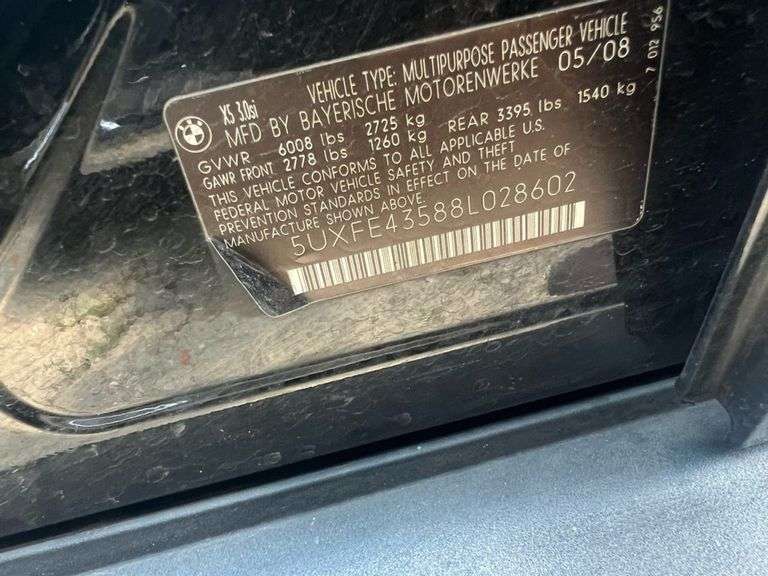 BMW
X5 3.0si VEHICLE TYPE: MULTIPURPOSE PASSENGER VEHICLE
MFD BY BAYERISCHE MOTORENWERKE 05/08
GVWR 6008 lbs 2725 kg
GAWR FRONT 2778 lbs 1260 kg REAR 3395 lbs 1540 kg
THIS VEHICLE CONFORMS TO ALL APPLICABLE U.S.
FEDERAL MOTOR VEHICLE SAFETY AND THEFT
PREVENTION STANDARDS IN EFFECT ON THE DATE OF
MANUFACTURE SHOWN ABOVE.
5UXFE43588L028602
7 012 956